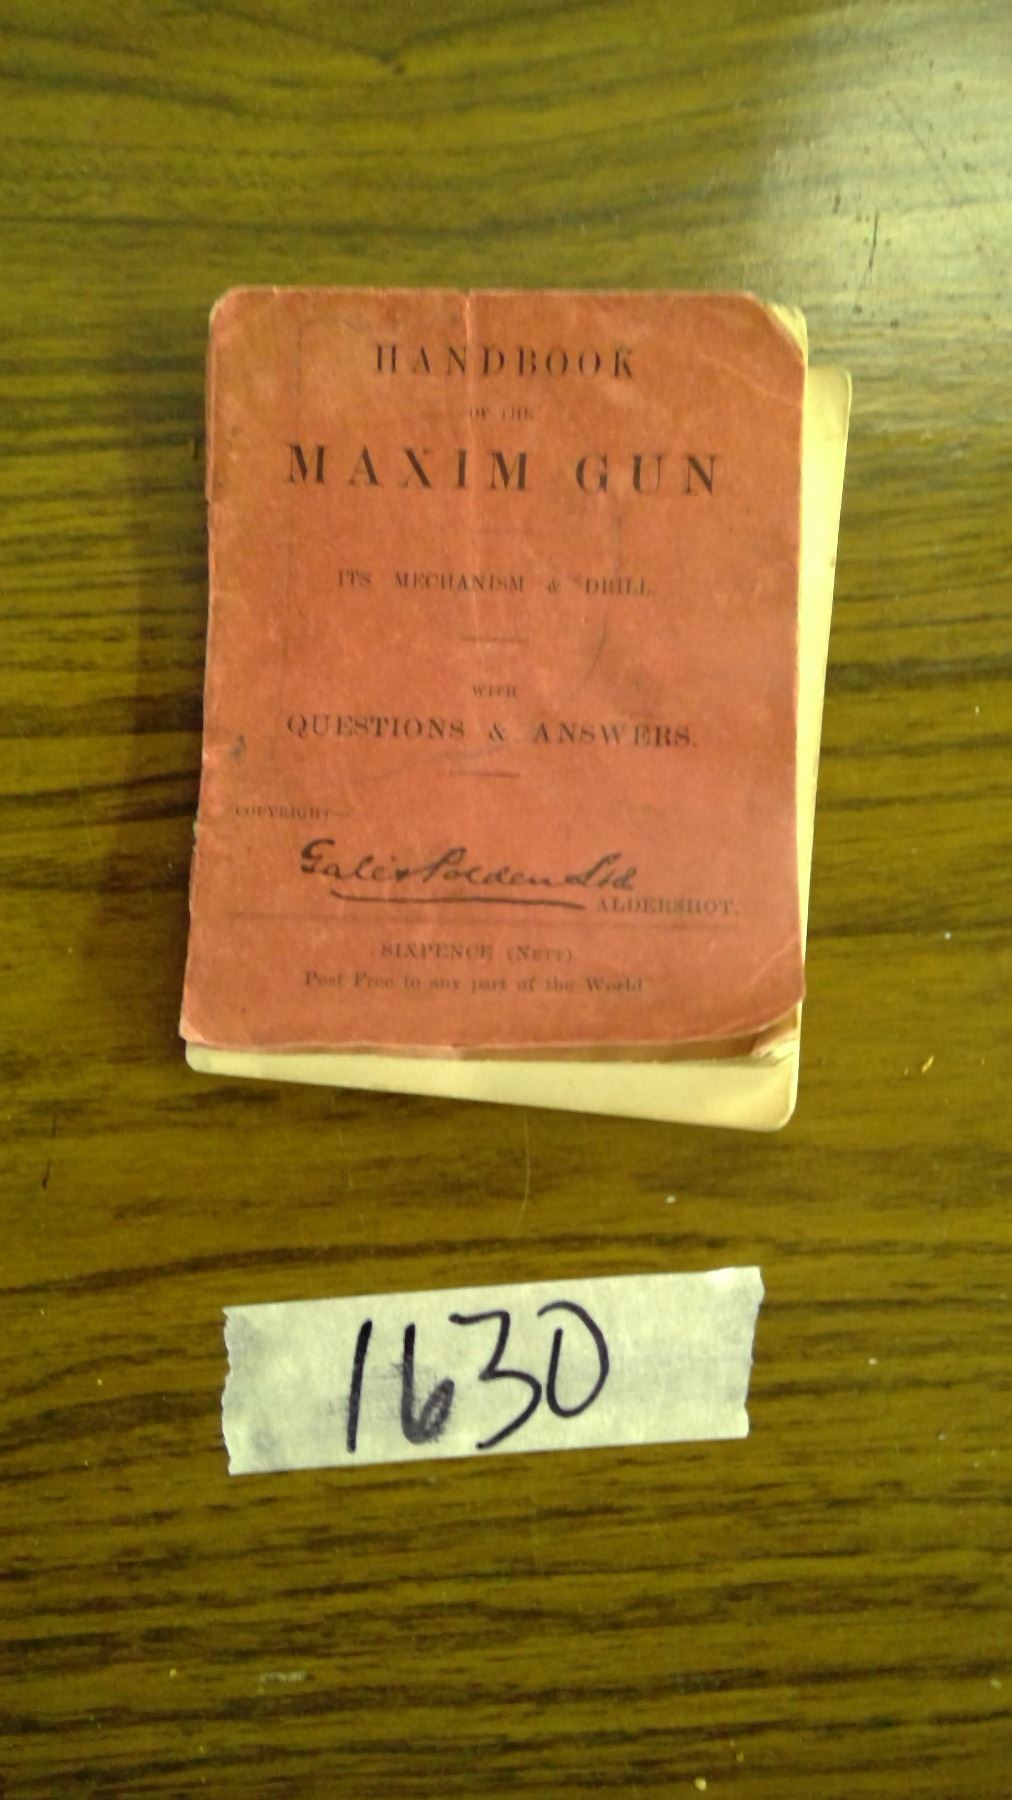 HANDBOOK
OF THE
MAXIM GUN
ITS MECHANISM & DRILL.
WITH
QUESTIONS & ANSWERS.
COPYRIGHT—
Gale & Polden Ltd
ALDERSHOT.
SIXPENCE (NETT).
Post Free to any part of the World
1630